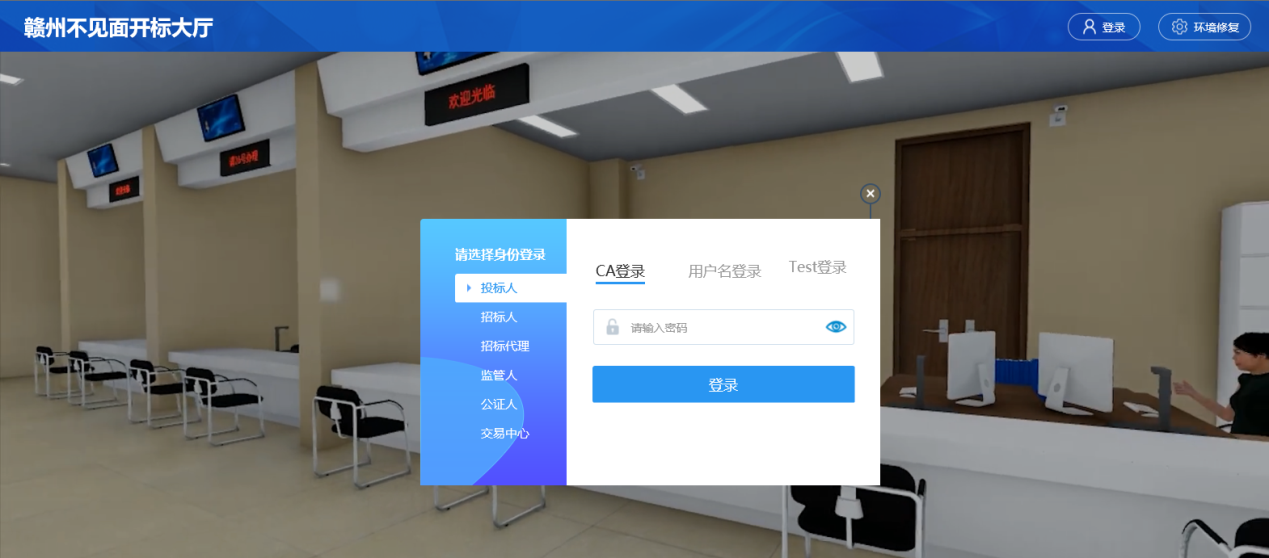 赣州不见面开标大厅
登录
环境修复
欢迎光临
请选择身份登录
投标人
招标人
招标代理
监管人
公证人
交易中心
CA登录
用户名登录
Test登录
请输入密码
登录